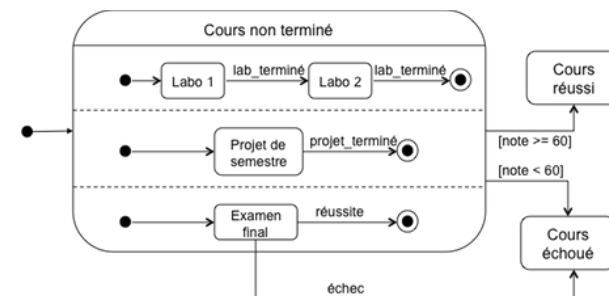 Cours non terminé
Labo 1
lab_terminé
Labo 2
lab_terminé
Cours
réussi
Projet de
semestre
projet_terminé
[note >= 60]
[note < 60]
Examen
final
réussite
Cours
échoué
échec